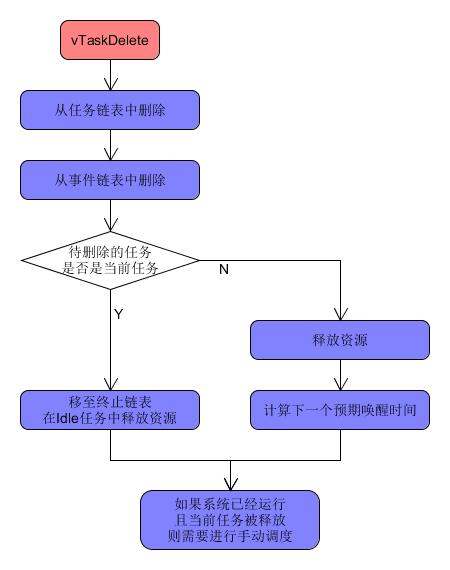 vTaskDelete
从任务链表中删除
从事件链表中删除
待删除的任务
是否是当前任务
N
Y
释放资源
移至终止链表
在Idle任务中释放资源
计算下一个预期唤醒时间
如果系统已经运行
且当前任务被释放
则需要进行手动调度